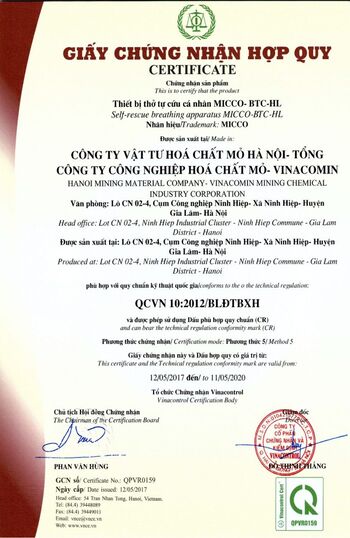 GIẤY CHỨNG NHẬN HỢP QUY
CERTIFICATE
Chứng nhận sản phẩm
This is to certify that the product
Thiết bị thở tự cứu cá nhân MICCO- BTC-HL
Self-rescue breathing apparatus MICCO-BTC-HL
Nhãn hiệu/Trademark: MICCO
Được sản xuất tại/ Made in:
CÔNG TY VẬT TƯ HOÁ CHẤT MỎ HÀ NỘI- TỔNG
CÔNG TY CÔNG NGHIỆP HOÁ CHẤT MỎ- VINACOMIN
HANOI MINING MATERIAL COMPANY- VINACOMIN MINING CHEMICAL
INDUSTRY CORPORATION
Văn phòng: Lô CN 02-4, Cụm Công nghiệp Ninh Hiệp- Xã Ninh Hiệp- Huyện
Gia Lâm- Hà Nội
Head office: Lot CN 02-4, Ninh Hiep Industrial Cluster - Ninh Hiep Commune - Gia Lam
District - Hanoi
Được sản xuất tại: Lô CN 02-4, Cụm Công nghiệp Ninh Hiệp- Xã Ninh Hiệp- Huyện
Gia Lâm- Hà Nội
Produced at: Lot CN 02-4, Ninh Hiep Industrial Cluster - Ninh Hiep Commune - Gia Lam
District - Hanoi
phù hợp với quy chuẩn kỹ thuật quốc gia/conforms to the o the technical regulation:
QCVN 10:2012/BLĐTBXH
và được phép sử dụng Dấu phù hợp quy chuẩn (CR)
and can bear the technical regulation conformity mark (CR)
Phương thức chứng nhận/ Certification mode: Phương thức 5/ Method 5
Giấy chứng nhận này và Dấu hợp quy có giá trị từ:
This certificate and the Technical regulation conformity mark are valid from:
12/05/2017 đến/ to 11/05/2020
Tổ chức Chứng nhận Vinacontrol
Vinacontrol Certification Body
Chủ tịch Hội đồng Chứng nhận
The Chairman of the Certification Board
Giám đốc
CÔNG TY
CỔ PHẦN
CHỨNG NHẬN VÀ
KIỂM ĐỊNH
VINACONTROL
PHAN VĂN HÙNG
GCN số/ Certificate No.: QPVR0159
Ngày cấp/ Date issued: 12/05/2017
Head office: 54 Tran Nhan Tong, Hanoi, Vietnam.
Tel: (84.4) 39448089
Fax: (84.4) 39449013
Email: vnce@vnce.vn
Website: www.vnce.vn
Vinacontrol Cert
QPVR0159